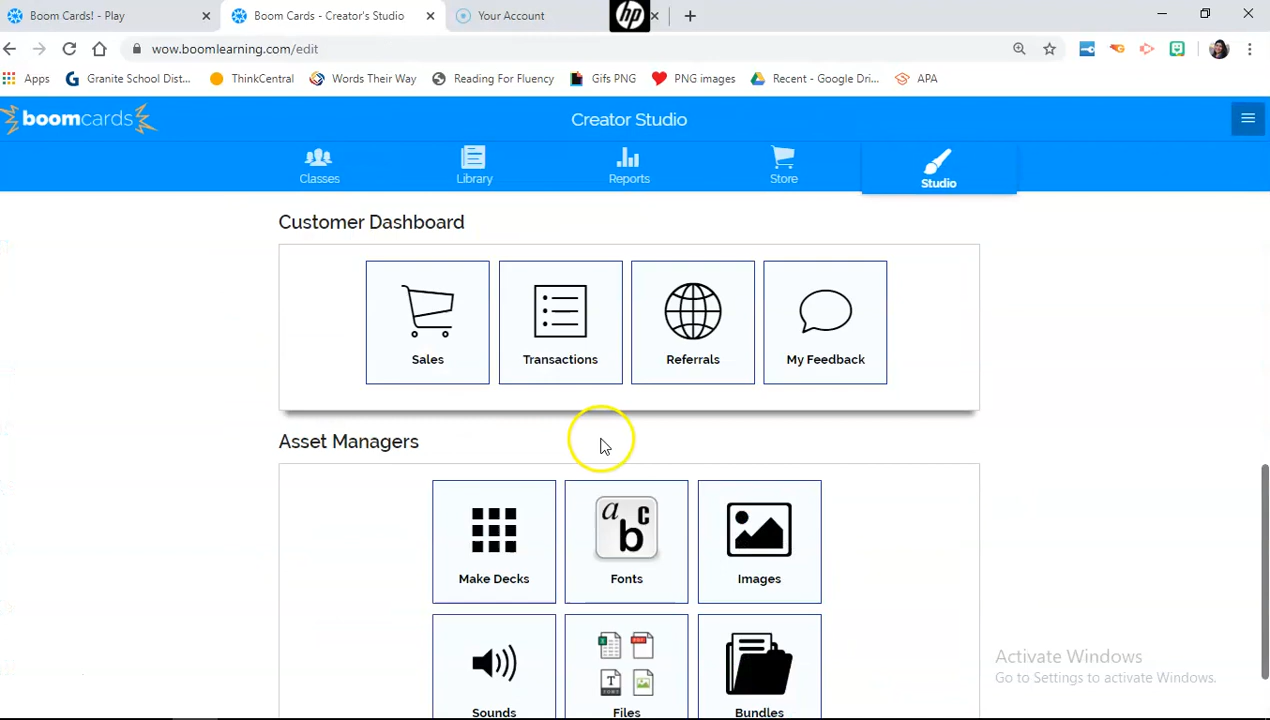 Boom Cards! - Play
Boom Cards - Creator's Studio
Your Account
hp
wow.boomlearning.com/edit
Apps
Granite School Dist...
ThinkCentral
Words Their Way
Reading For Fluency
Gifs PNG
PNG images
Recent - Google Dri...
APA
boomcards
Creator Studio
Classes
Library
Reports
Store
Studio
Customer Dashboard
Sales
Transactions
Referrals
My Feedback
Asset Managers
a b c
Make Decks
Fonts
Images
Sounds
Files
Bundles
Activate Windows
Go to Settings to activate Windows.